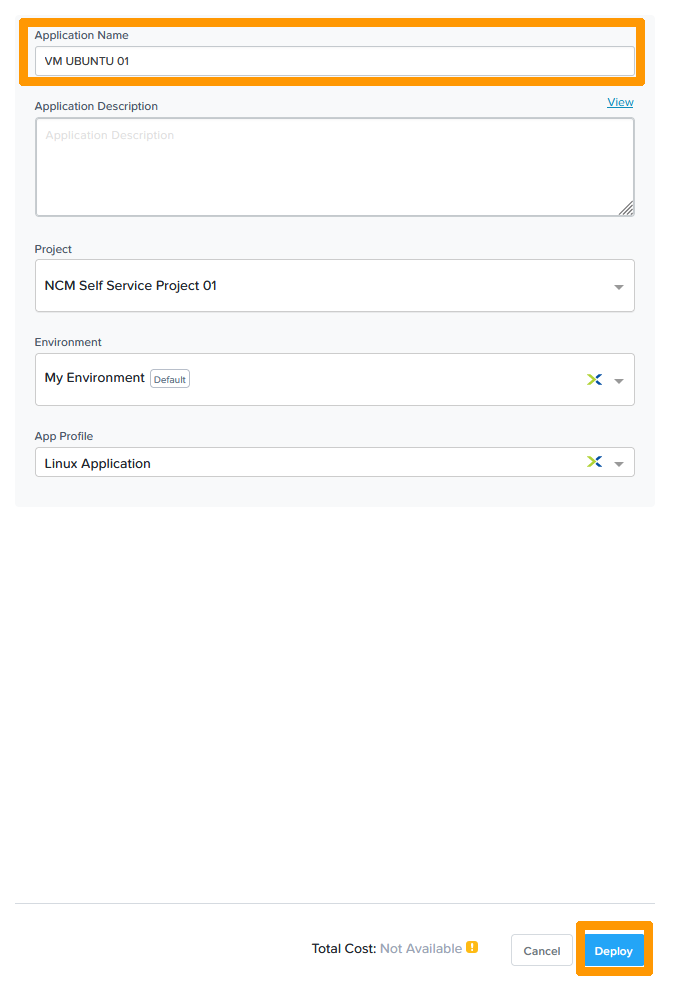 Application Name
VM UBUNTU 01
Application Description
View
Application Description
Project
NCM Self Service Project 01
Environment
My Environment Default
App Profile
Linux Application
Total Cost: Not Available
Cancel
Deploy